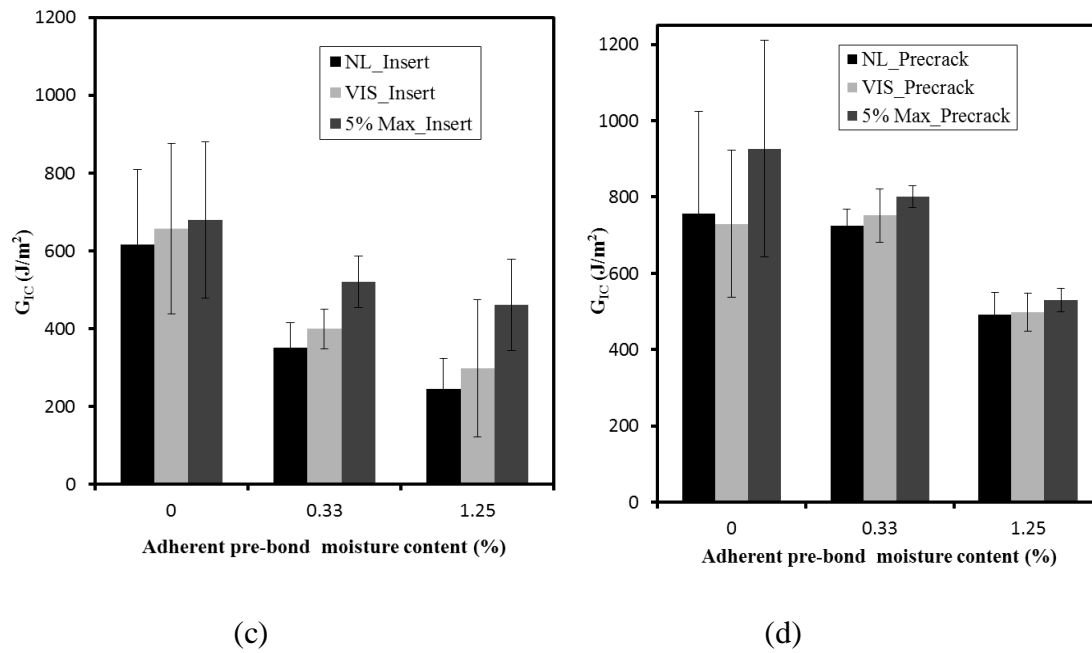 1200
1000
800
600
400
200
0
G_IC (J/m²)
NL_Insert
VIS_Insert
5% Max_Insert
0 0.33 1.25
Adherent pre-bond moisture content (%)
(c)
1200
1000
800
600
400
200
0
G_IC (J/m²)
NL_Precrack
VIS_Precrack
5% Max_Precrack
0 0.33 1.25
Adherent pre-bond moisture content (%)
(d)